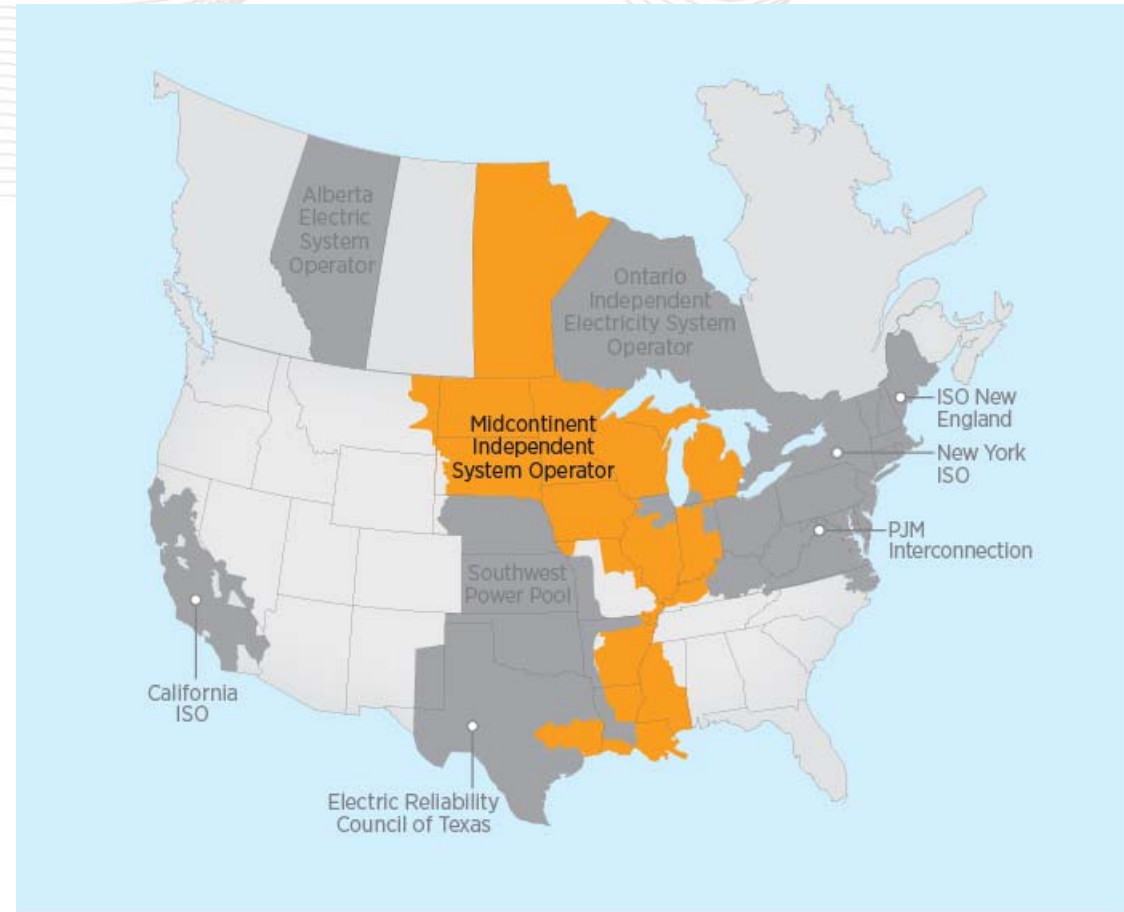 Alberta
Electric
System
Operator
Ontario
Independent
Electricity System
Operator
Midcontinent
Independent
System Operator
ISO New
England
New York
ISO
PJM
Interconnection
Southwest
Power Pool
California
ISO
Electric Reliability
Council of Texas